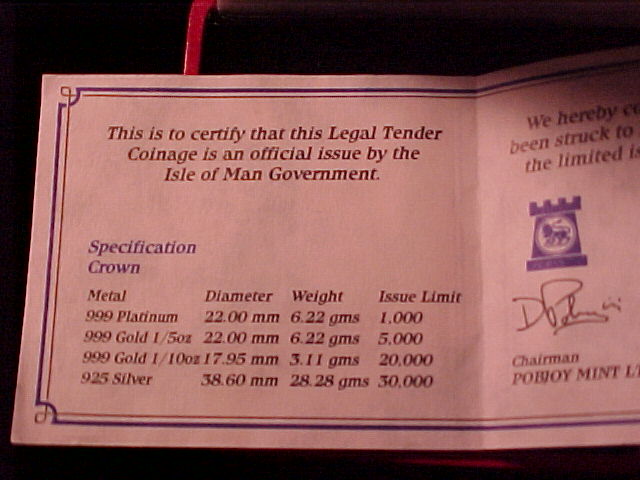 This is to certify that this Legal Tender
Coinage is an official issue by the
Isle of Man Government.
Specification
Crown
Metal Diameter Weight Issue Limit
999 Platinum 22.00 mm 6.22 gms 1,000
999 Gold 1/5oz 22.00 mm 6.22 gms 5,000
999 Gold 1/10oz 17.95 mm 3.11 gms 20,000
925 Silver 38.60 mm 28.28 gms 30,000
We hereby
been struck to
the limited
Chairman
POBJOY MINT